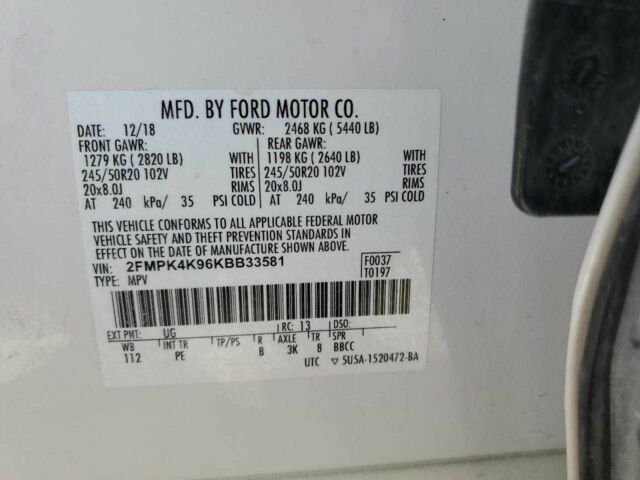 MFD. BY FORD MOTOR CO.
DATE: 12/18 GVWR: 2468 KG ( 5440 LB)
FRONT GAWR: REAR GAWR:
1279 KG ( 2820 LB) WITH 1198 KG ( 2640 LB) WITH
245/50R20 102V TIRES 245/50R20 102V TIRES
20x8.0J RIMS 20x8.0J RIMS
AT 240 kPa/ 35 PSI COLD AT 240 kPa/ 35 PSI COLD
THIS VEHICLE CONFORMS TO ALL APPLICABLE FEDERAL MOTOR
VEHICLE SAFETY AND THEFT PREVENTION STANDARDS IN
EFFECT ON THE DATE OF MANUFACTURE SHOWN ABOVE.
VIN: 2FMPK4K96KBB33581 F0037
TYPE: MPV T0197
EXT PNT: UG RC: 13 DSO:
WB INT TR TP/PS R AXLE TR SPR
112 PE B 3K 8 BBCC
UTC ▽ 5U5A-1520472-BA